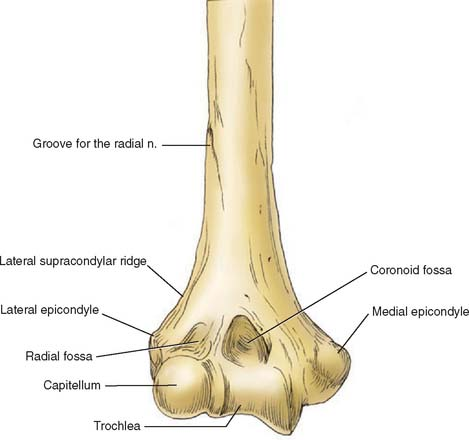 Groove for the radial n.
Lateral supracondylar ridge
Coronoid fossa
Lateral epicondyle
Medial epicondyle
Radial fossa
Capitellum
Trochlea